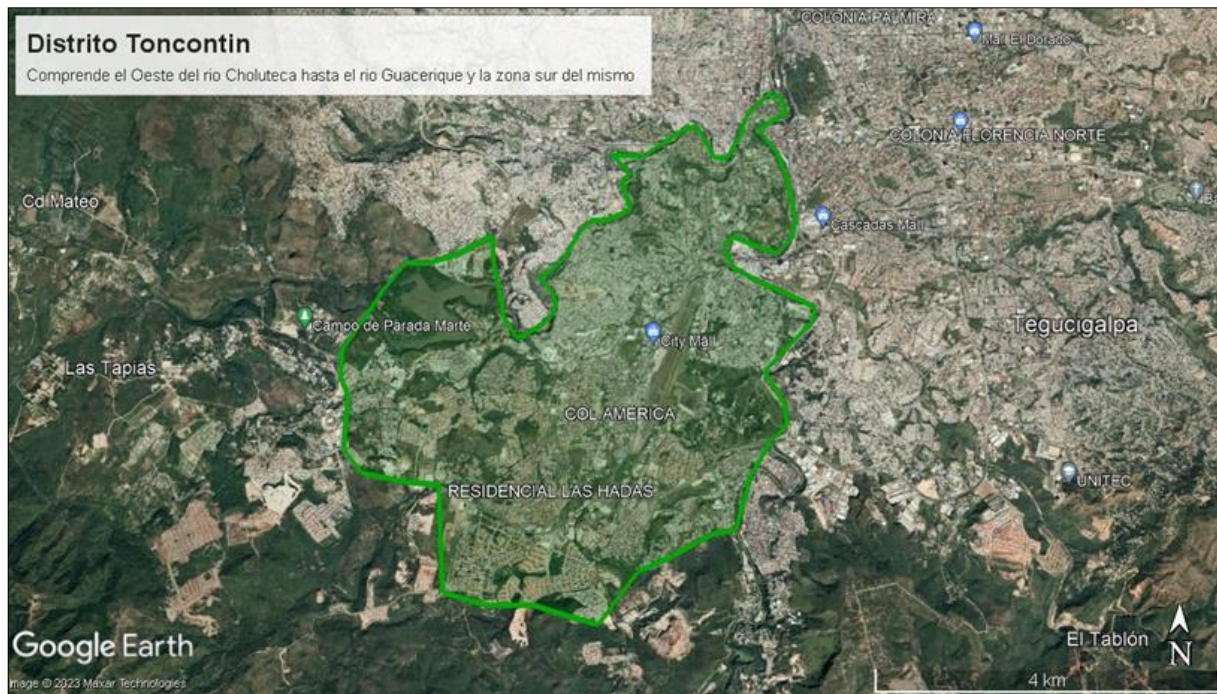 Distrito Toncontin
Comprende el Oeste del rio Choluteca hasta el rio Guacerique y la zona sur del mismo
COLONIA PALMIRA
Mall El Dorado
COLONIA FLORENCIA NORTE
Cd Mateo
Cascadas Mall
Campo de Parada Marte
Tegucigalpa
City Mall
Las Tapias
COL AMERICA
UNITEC
RESIDENCIAL LAS HADAS
El Tablón
N
Google Earth
Image © 2023 Maxar Technologies
4 km